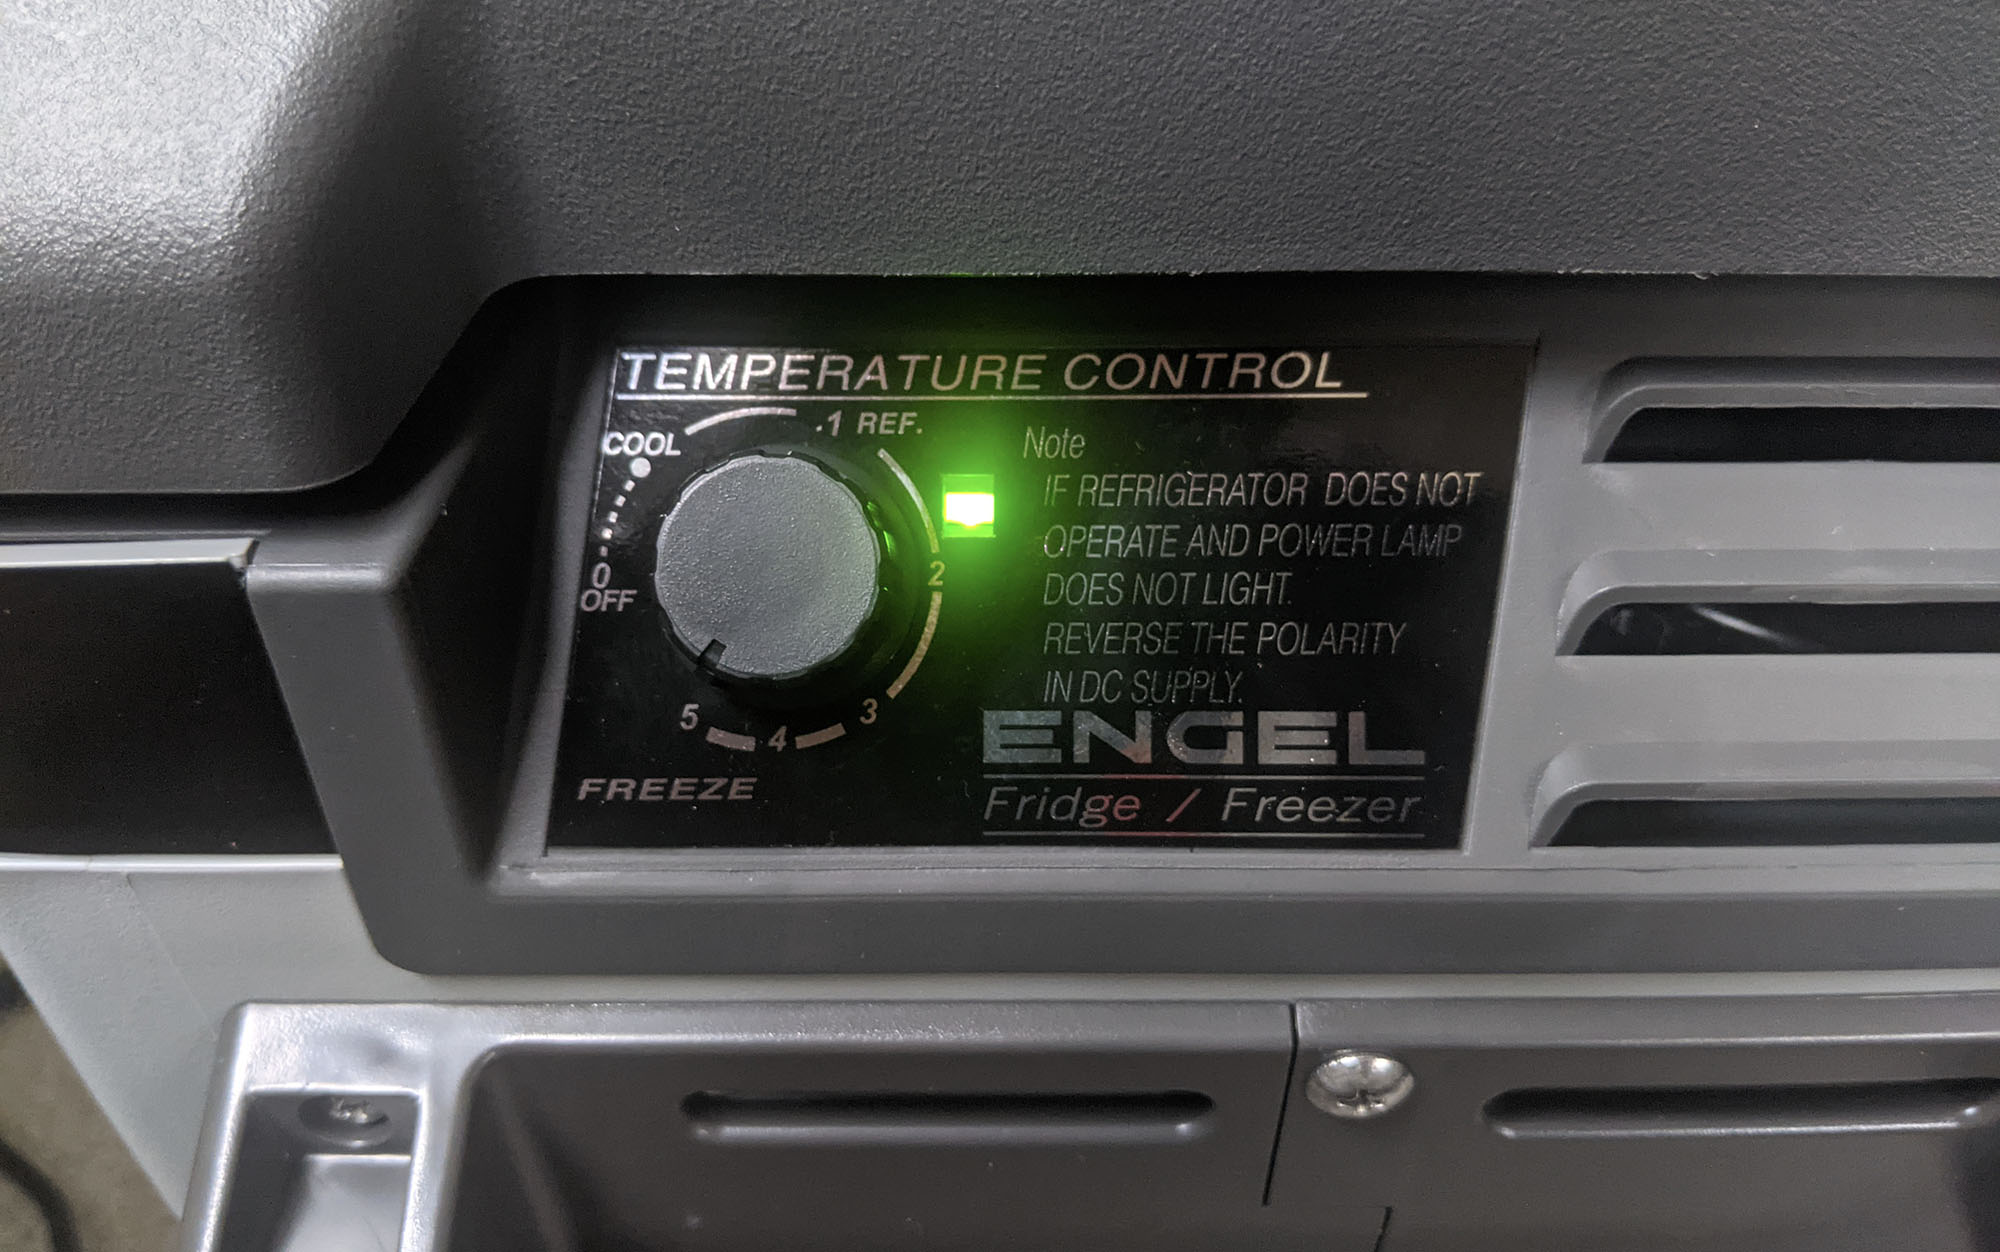 TEMPERATURE CONTROL
COOL
.1 REF.
0
OFF
2
3
4
5
FREEZE
Note
IF REFRIGERATOR DOES NOT
OPERATE AND POWER LAMP
DOES NOT LIGHT.
REVERSE THE POLARITY
IN DC SUPPLY.
ENGEL
Fridge / Freezer